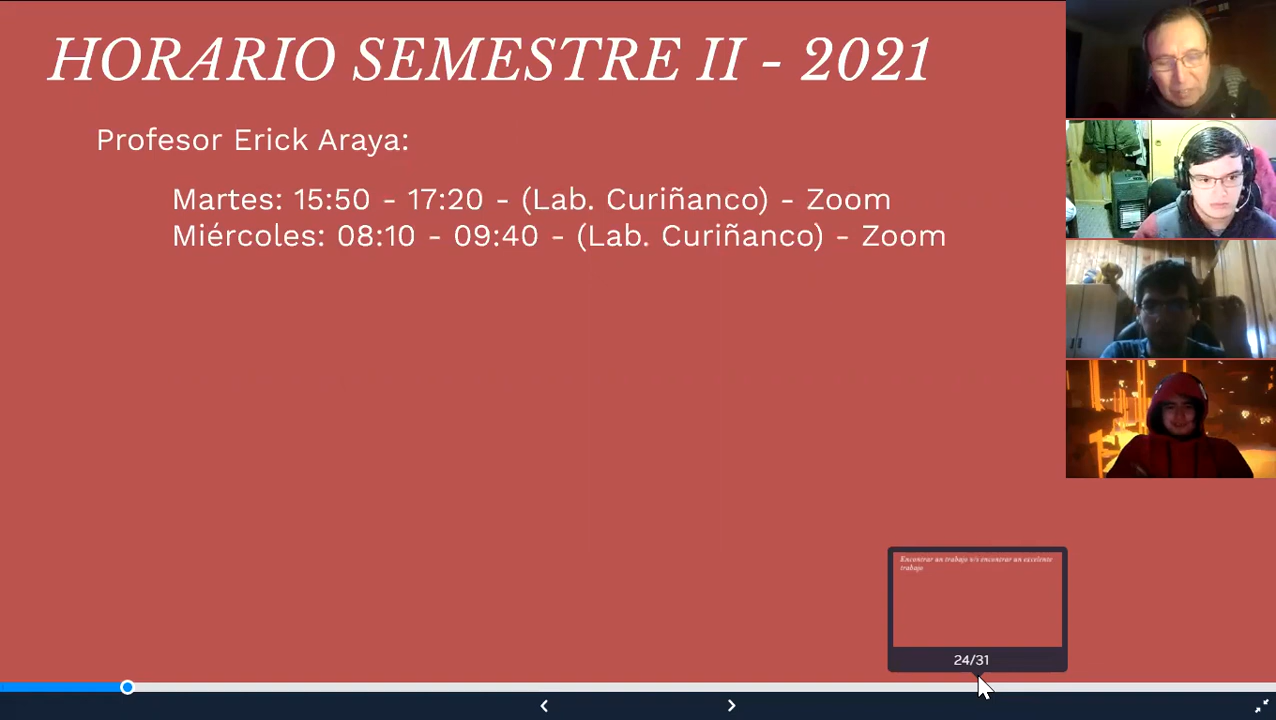 HORARIO SEMESTRE II - 2021
Profesor Erick Araya:
Martes: 15:50 - 17:20 - (Lab. Curiñanco) - Zoom
Miércoles: 08:10 - 09:40 - (Lab. Curiñanco) - Zoom
Encontrar un trabajo v/s encontrar un excelente
trabajo
24/31